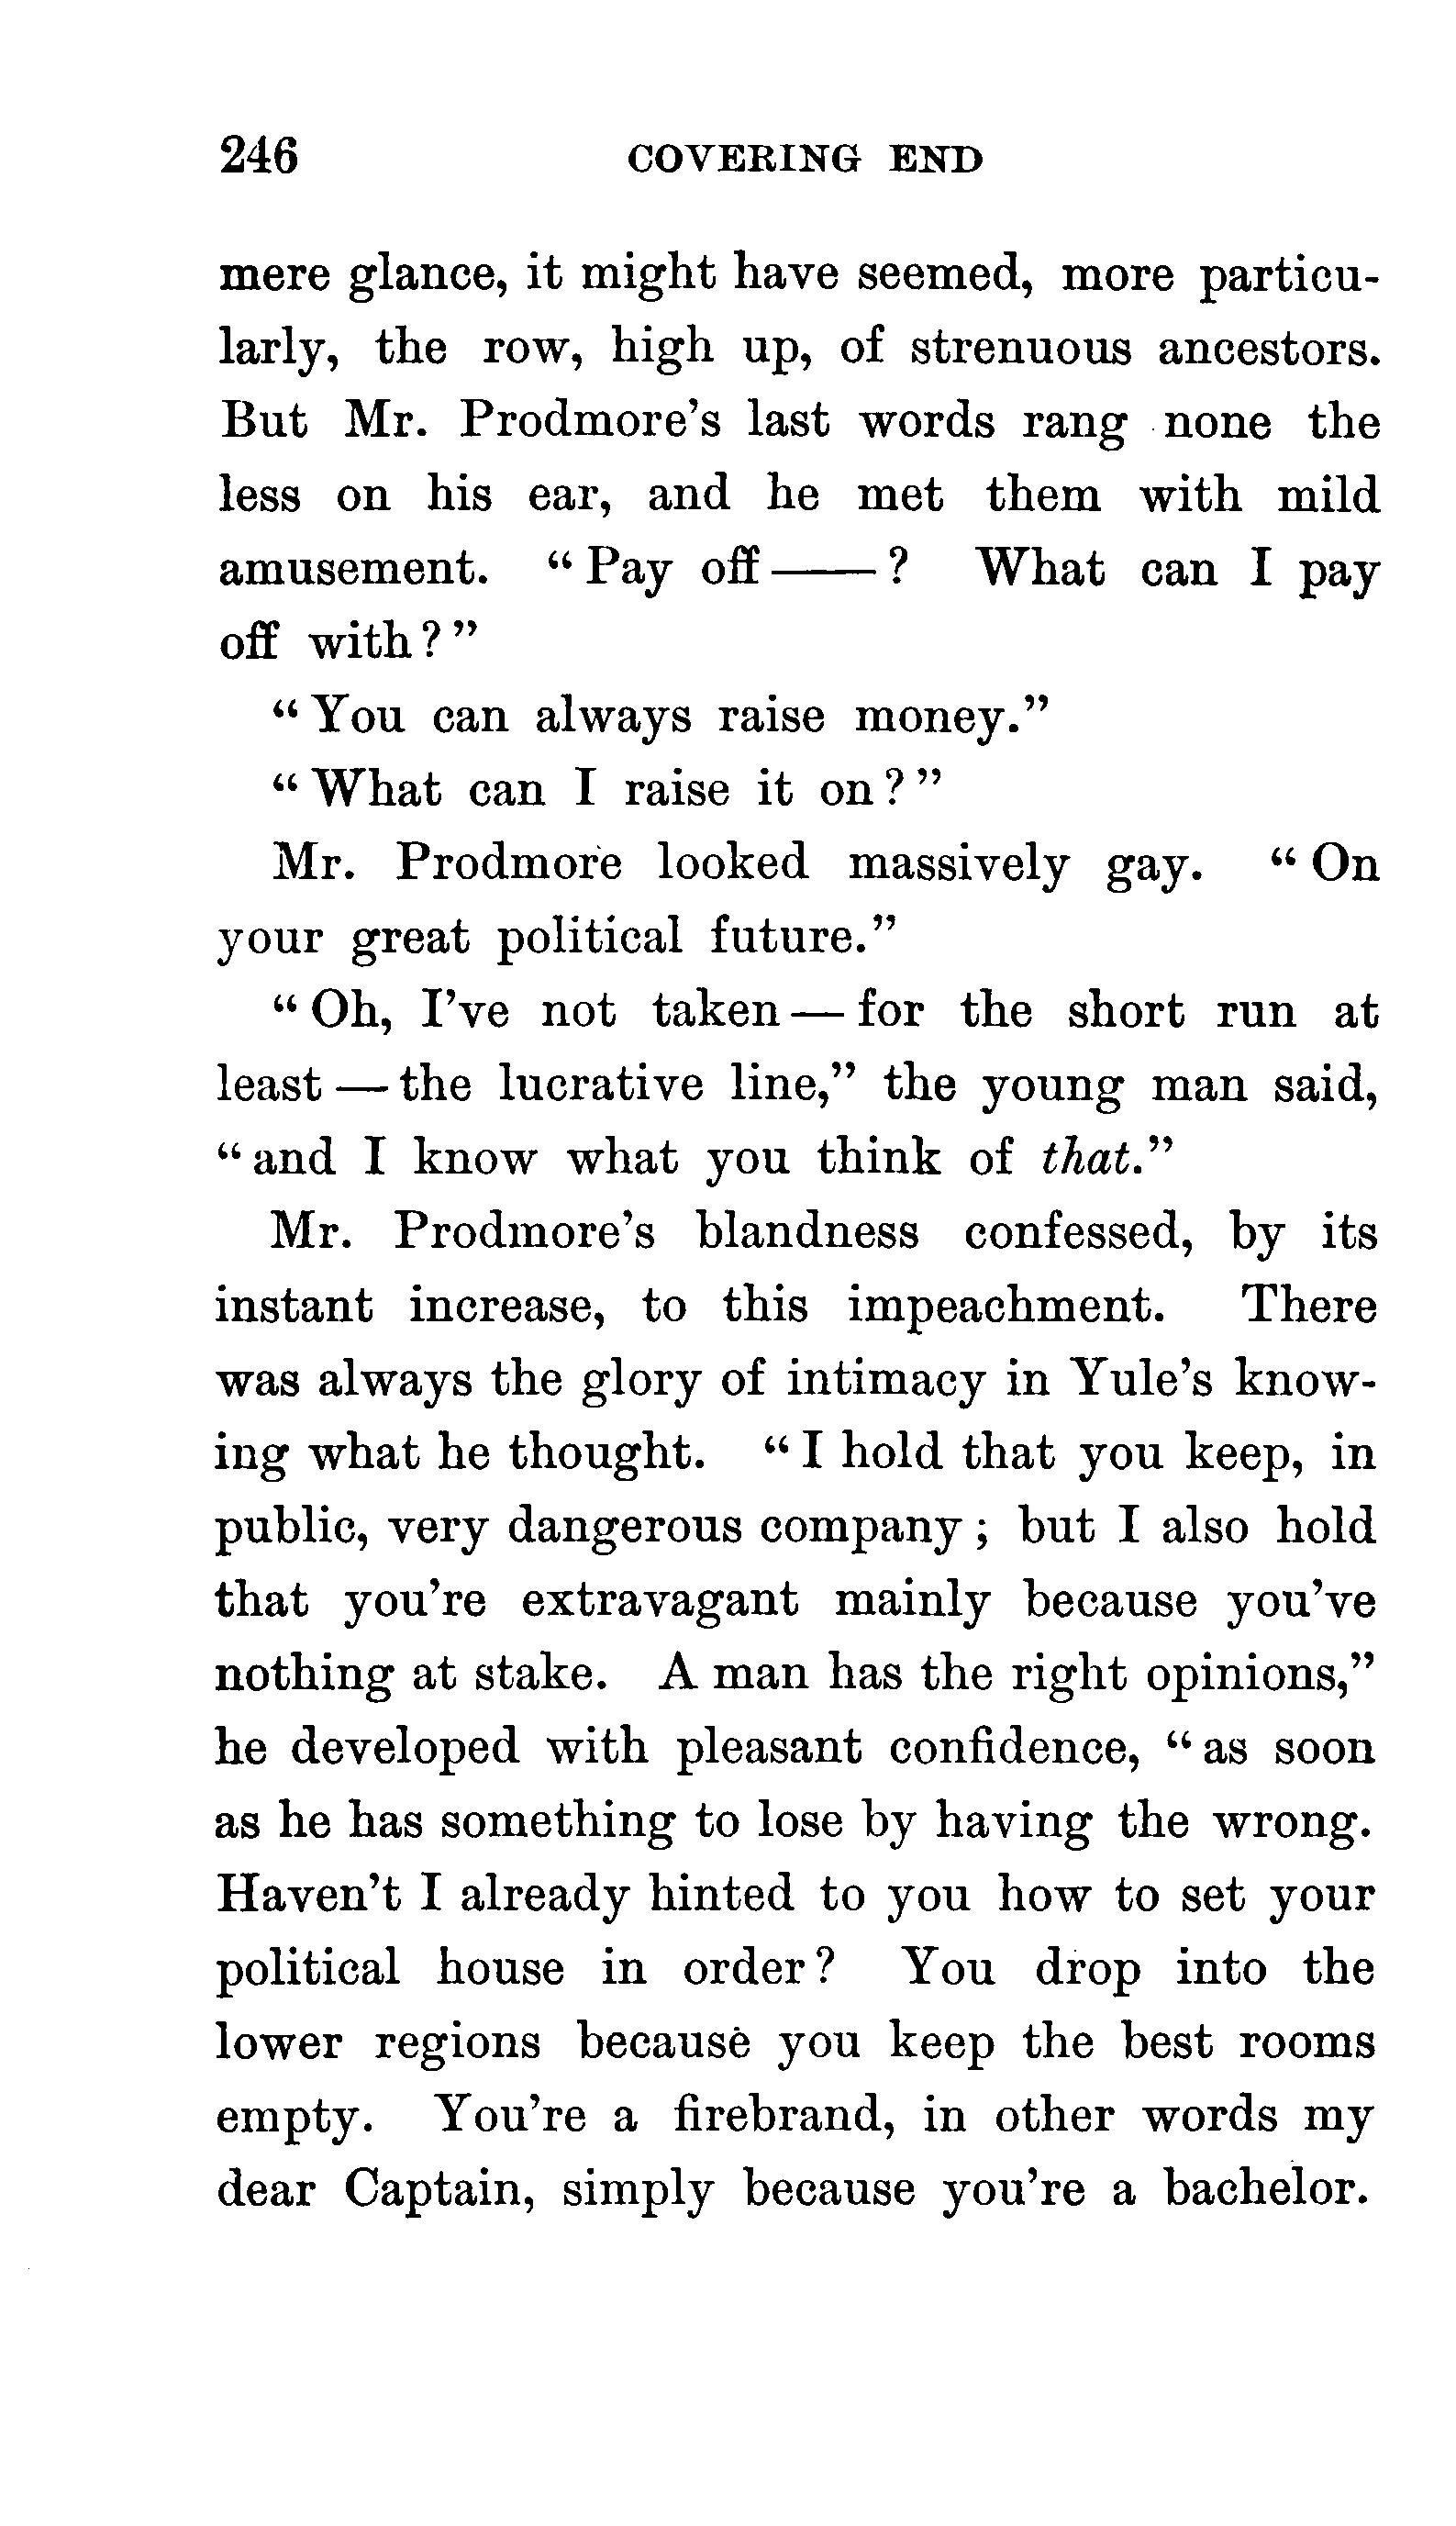 246 COVERING END
mere glance, it might have seemed, more particu-
larly, the row, high up, of strenuous ancestors.
But Mr. Prodmore's last words rang none the
less on his ear, and he met them with mild
amusement. “Pay off——? What can I pay
off with?”
“You can always raise money.”
“What can I raise it on?”
Mr. Prodmore looked massively gay. “On
your great political future.”
“Oh, I've not taken — for the short run at
least — the lucrative line,” the young man said,
“and I know what you think of that.”
Mr. Prodmore's blandness confessed, by its
instant increase, to this impeachment. There
was always the glory of intimacy in Yule's know-
ing what he thought. “I hold that you keep, in
public, very dangerous company; but I also hold
that you're extravagant mainly because you've
nothing at stake. A man has the right opinions,”
he developed with pleasant confidence, “as soon
as he has something to lose by having the wrong.
Haven't I already hinted to you how to set your
political house in order? You drop into the
lower regions because you keep the best rooms
empty. You're a firebrand, in other words my
dear Captain, simply because you're a bachelor.